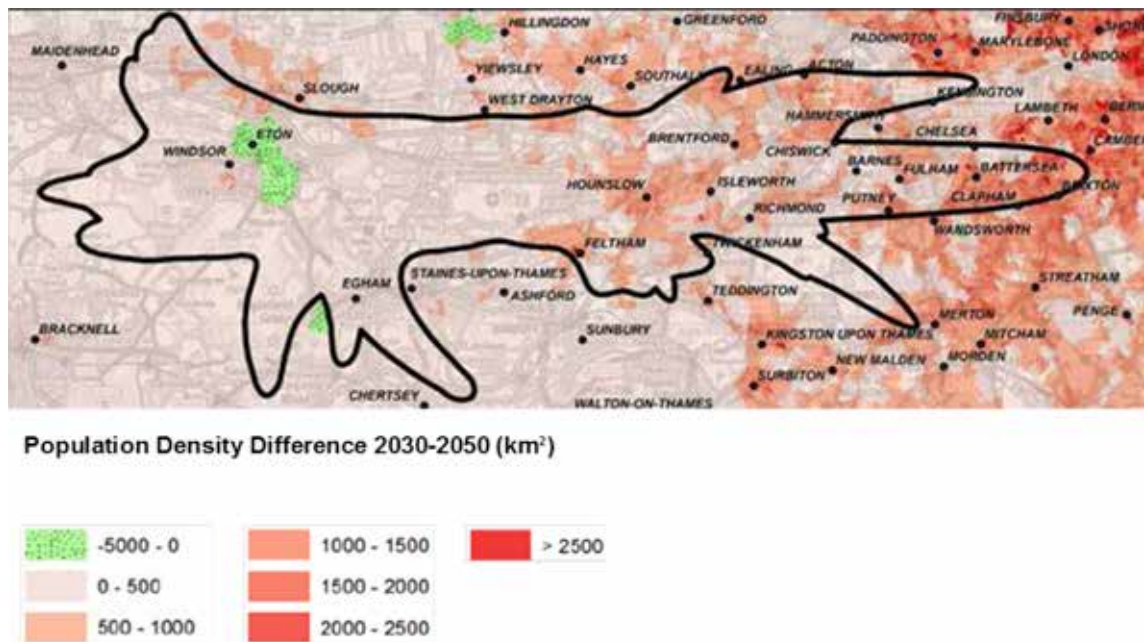 HILLINGDON
GREENFORD
FINSBURY
SHOR
MAIDENHEAD
PADDINGTON
MARYLEBONE
YIEWSLEY
HAYES
SOUTHALL
EALING
ACTON
LONDON
SLOUGH
WEST DRAYTON
KENSINGTON
LAMBETH
BERM
ETON
BRENTFORD
HAMMERSMITH
CHELSEA
CAMBER
WINDSOR
CHISWICK
BARNES
FULHAM
BATTERSEA
HOUNSLOW
ISLEWORTH
PUTNEY
CLAPHAM
BRIXTON
RICHMOND
WANDSWORTH
FELTHAM
TWICKENHAM
EGHAM
STAINES-UPON-THAMES
ASHFORD
TEDDINGTON
STREATHAM
BRACKNELL
SUNBURY
KINGSTON UPON THAMES
MERTON
MITCHAM
PENGE
NEW MALDEN
MORDEN
SURBITON
CHERTSEY
WALTON-ON-THAMES
Population Density Difference 2030-2050 (km²)
-5000 - 0
0 - 500
500 - 1000
1000 - 1500
1500 - 2000
2000 - 2500
> 2500